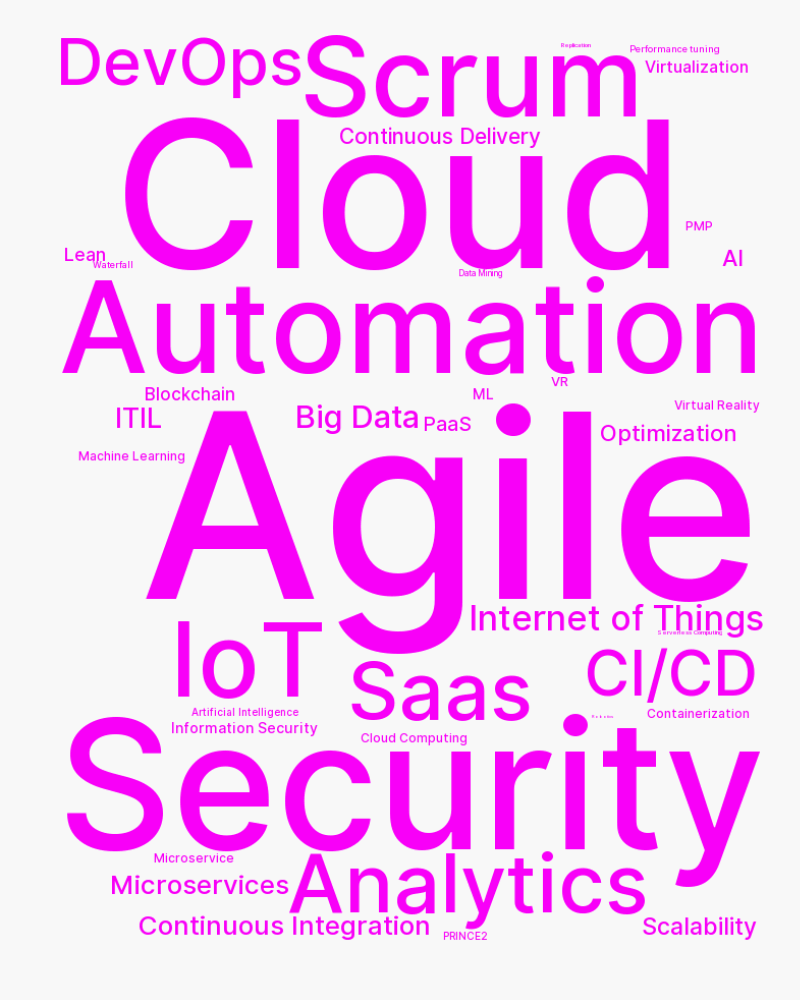 DevOps
Scrum
Replication
Performance tuning
Virtualization
Continuous Delivery
Cloud
PMP
Lean
Waterfall
AI
Data Mining
Automation
VR
Blockchain
ML
Virtual Reality
ITIL
Big Data
PaaS
Optimization
Machine Learning
Agile
Internet of Things
Serverless Computing
IoT
Saas
CI/CD
Artificial Intelligence
Containerization
Information Security
Cloud Computing
Security
Microservice
Microservices
Analytics
Continuous Integration
PRINCE2
Scalability